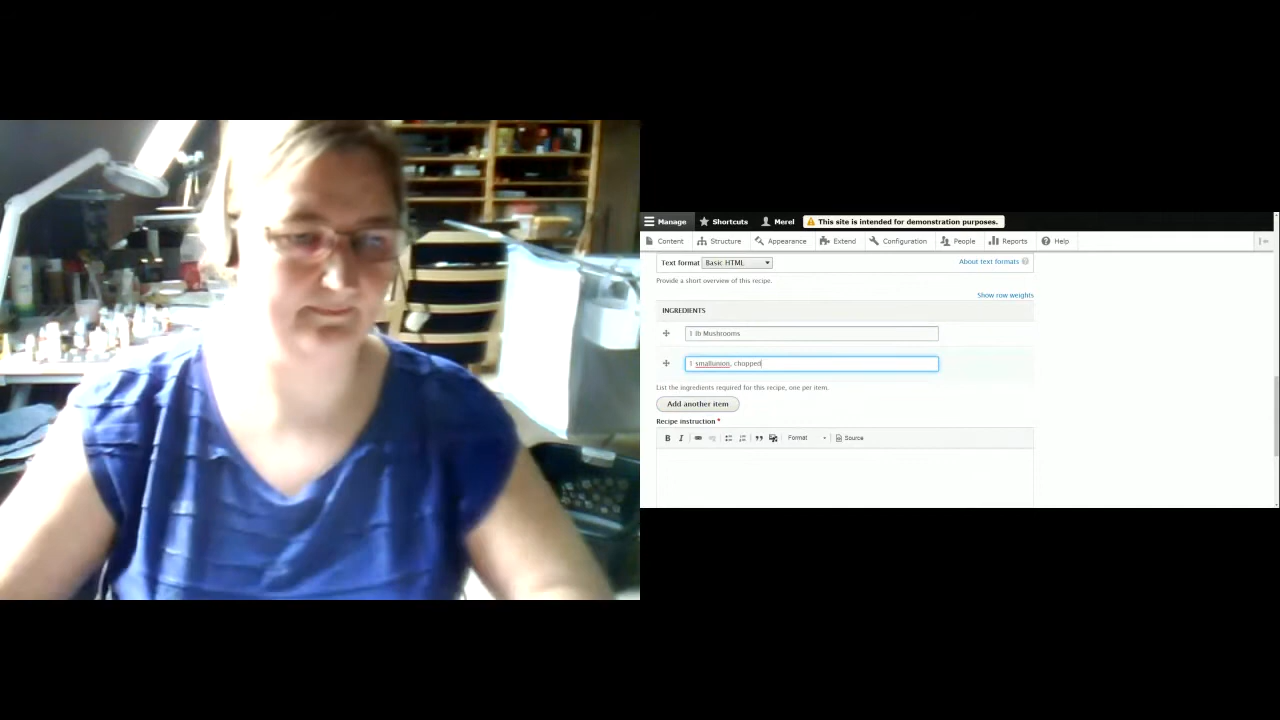 Manage Shortcuts Merel This site is intended for demonstration purposes.
Content Structure Appearance Extend Configuration People Reports Help
Text format Basic HTML About text formats
Provide a short overview of this recipe.
Show row weights
INGREDIENTS
1 lb Mushrooms
1 smallunion, chopped
List the ingredients required for this recipe, one per item.
Add another item
Recipe instruction *
B I Format Source